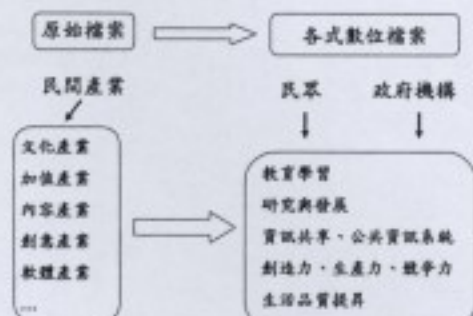 原始檔案
各式數位檔案
民間產業
民眾
政府機構
文化產業
加值產業
內容產業
創意產業
軟體產業
....
教育學習
研究與發展
資訊共享、公共資訊系統
創造力、生產力、競爭力
生活品質提昇